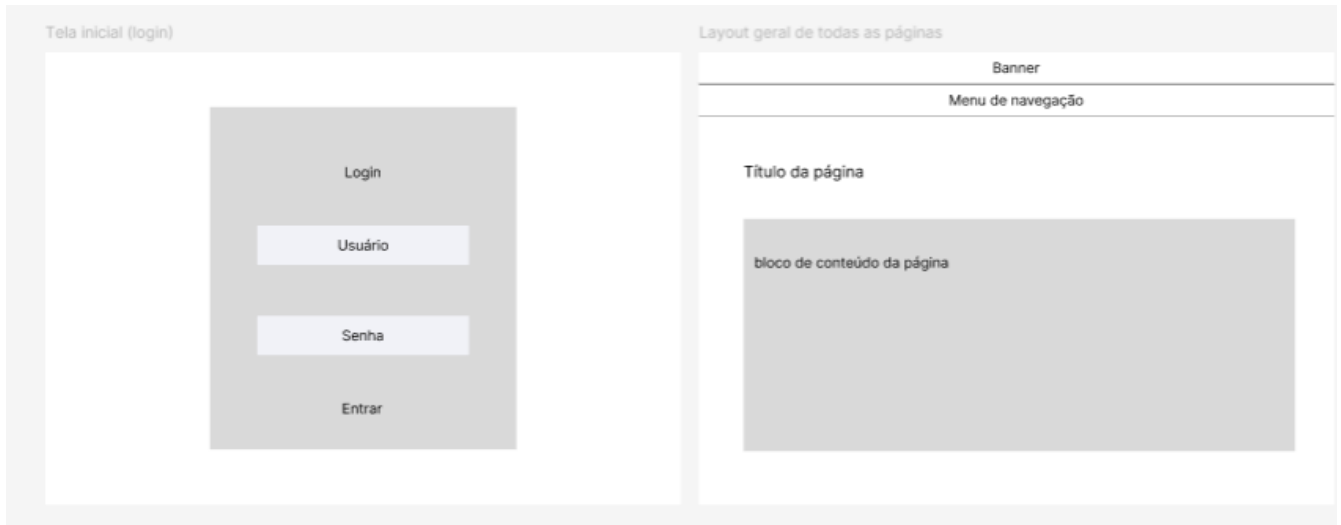 Tela inicial (login)
Login
Usuário
Senha
Entrar
Layout geral de todas as páginas
Banner
Menu de navegação
Título da página
bloco de conteúdo da página